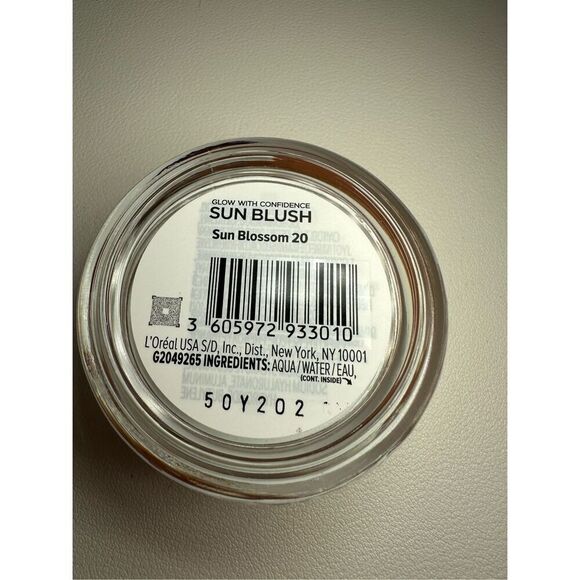 GLOW WITH CONFIDENCE
SUN BLUSH
Sun Blossom 20
3 605972 933010
L'Oréal USA S/D, Inc., Dist., New York, NY 10001
G2049265 INGREDIENTS: AQUA / WATER / EAU,
(CONT. INSIDE)
50Y202